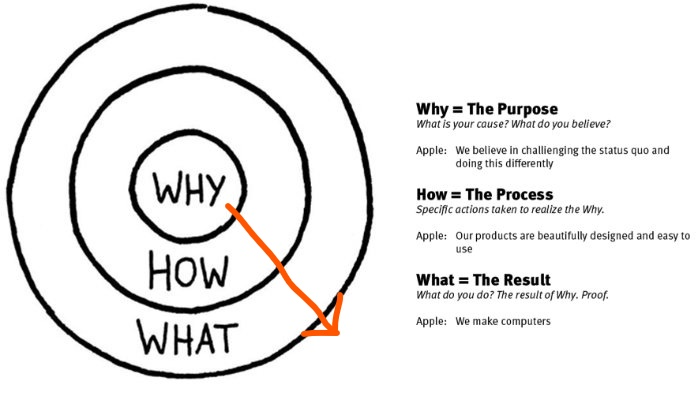 WHY
HOW
WHAT
Why = The Purpose
What is your cause? What do you believe?
Apple: We believe in challienging the status quo and
doing this differently
How = The Process
Specific actions taken to realize the Why.
Apple: Our products are beautifully designed and easy to
use
What = The Result
What do you do? The result of Why. Proof.
Apple: We make computers